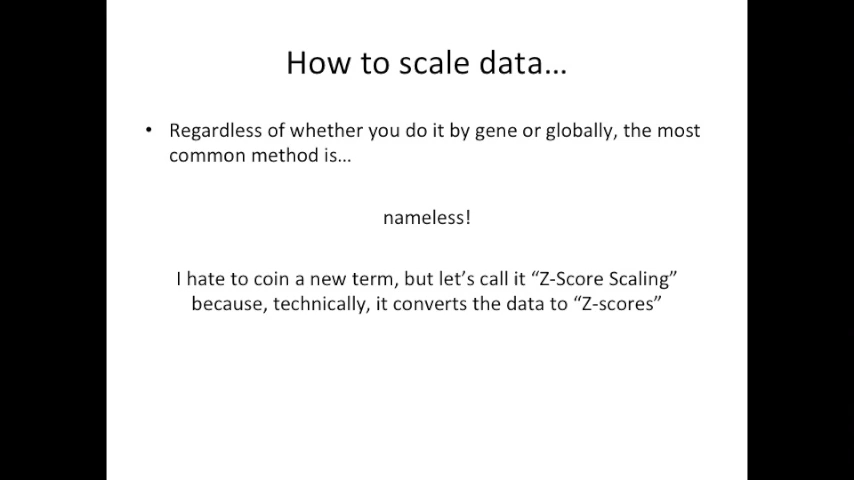 How to scale data...
• Regardless of whether you do it by gene or globally, the most
common method is...
nameless!
I hate to coin a new term, but let’s call it “Z-Score Scaling”
because, technically, it converts the data to “Z-scores”